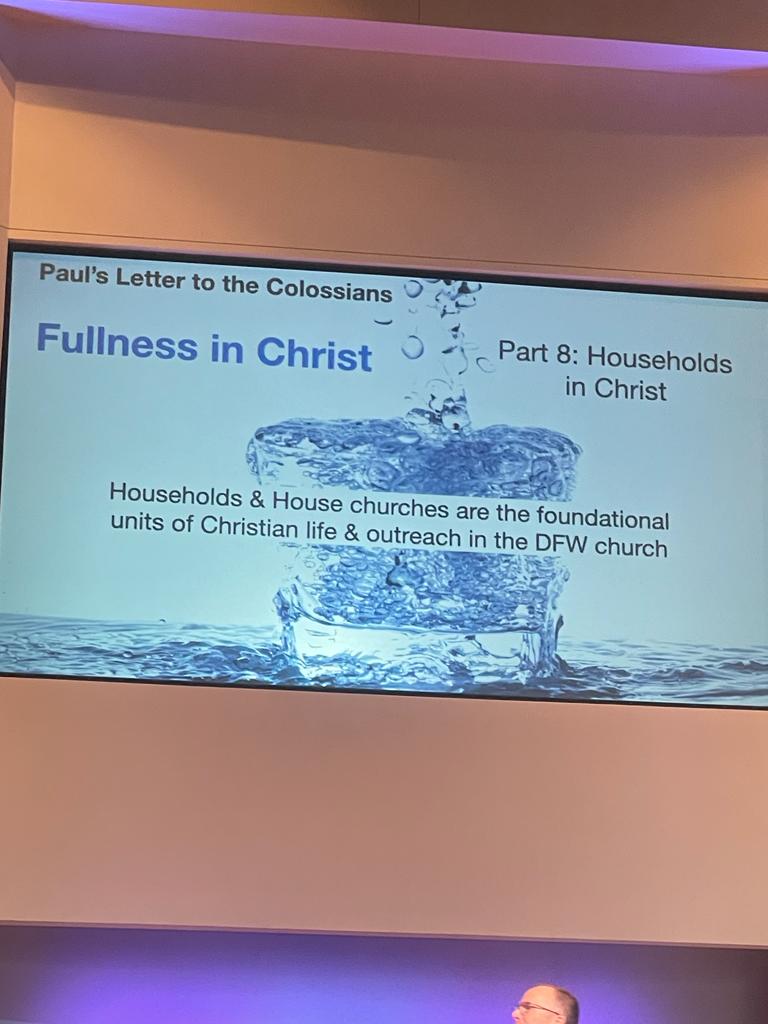 Paul's Letter to the Colossians
Fullness in Christ
Part 8: Households
in Christ
Households & House churches are the foundational
units of Christian life & outreach in the DFW church